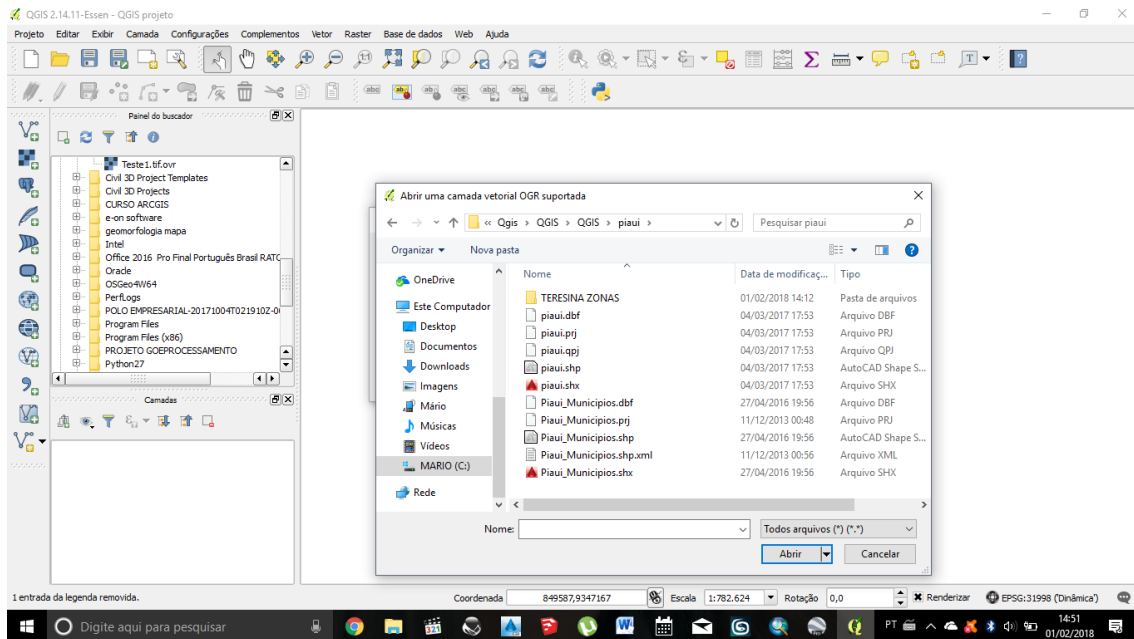 QGIS 2.14.11-Essen - QGIS projeto
Projeto Editar Exibir Camada Configurações Complementos Vetor Raster Base de dados Web Ajuda
Painel do buscador
Teste1.tif.ovr
Civil 3D Project Templates
Civil 3D Projects
CURSO ARCGIS
e-on software
geomorfologia mapa
Intel
Office 2016 Pro Final Português Brasil RATC
Oracle
OSGeo4W64
PerfLogs
POLO EMPRESARIAL-20171004T021910Z-0
Program Files
Program Files (x86)
PROJETO GOEPROCESSAMENTO
Python27
Camadas
Abrir uma camada vetorial OGR suportada
« Qgis › QGIS › QGIS › piaui ›
Pesquisar piaui
Organizar
Nova pasta
OneDrive
Este Computador
Desktop
Documentos
Downloads
Imagens
Mário
Músicas
Vídeos
MARIO (C:)
Rede
Nome Data de modificaç... Tipo
TERESINA ZONAS 01/02/2018 14:12 Pasta de arquivos
piaui.dbf 04/03/2017 17:53 Arquivo DBF
piaui.prj 04/03/2017 17:53 Arquivo PRJ
piaui.qpj 04/03/2017 17:53 Arquivo QPJ
piaui.shp 04/03/2017 17:53 AutoCAD Shape S...
piaui.shx 04/03/2017 17:53 Arquivo SHX
Piaui_Municipios.dbf 27/04/2016 19:56 Arquivo DBF
Piaui_Municipios.prj 11/12/2013 00:48 Arquivo PRJ
Piaui_Municipios.shp 27/04/2016 19:56 AutoCAD Shape S...
Piaui_Municipios.shp.xml 11/12/2013 00:56 Arquivo XML
Piaui_Municipios.shx 27/04/2016 19:56 Arquivo SHX
Nome:
Todos arquivos (*) (*.*)
Abrir
Cancelar
1 entrada da legenda removida.
Coordenada 849587,9347167 Escala 1:782.624 Rotação 0,0 Renderizar EPSG:31998 ('Dinâmica')
Digite aqui para pesquisar
PT
14:51
01/02/2018